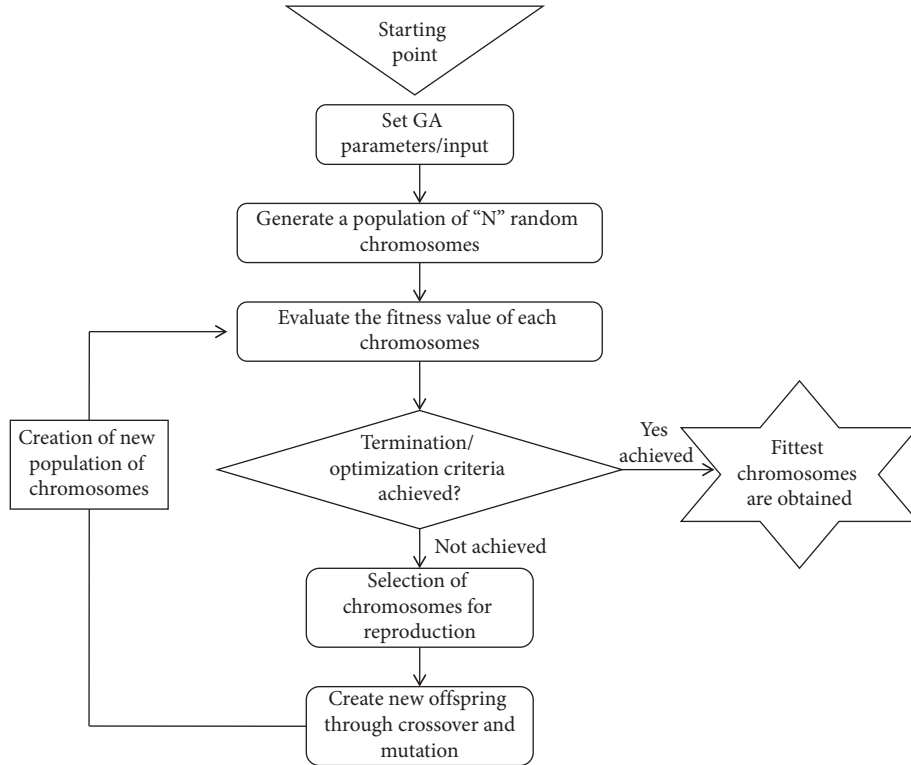 Starting
point
Set GA
parameters/input
Generate a population of “N” random
chromosomes
Evaluate the fitness value of each
chromosomes
Creation of new
population of
chromosomes
Termination/
optimization criteria
achieved?
Yes
achieved
Fittest
chromosomes
are obtained
Not achieved
Selection of
chromosomes for
reproduction
Create new offspring
through crossover and
mutation